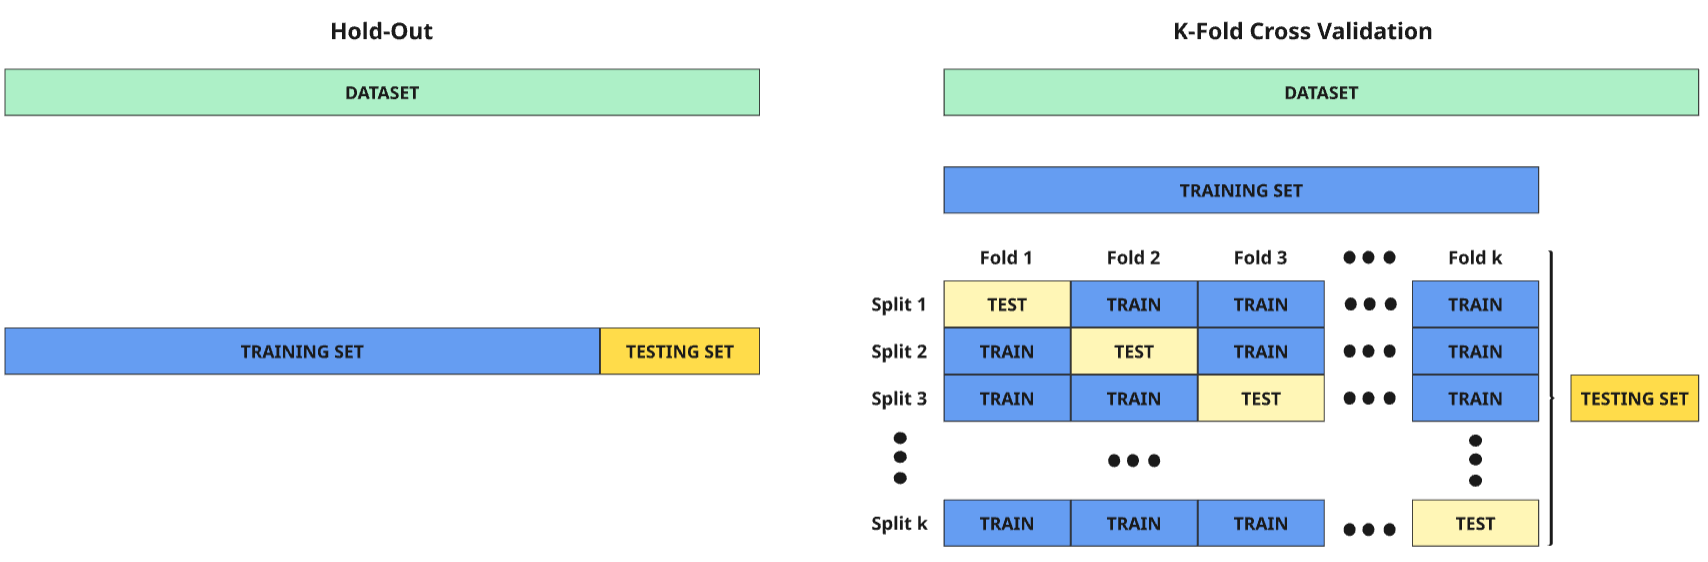 Hold-Out
DATASET
TRAINING SET TESTING SET
K-Fold Cross Validation
DATASET
TRAINING SET
Fold 1 Fold 2 Fold 3 Fold k
Split 1 TEST TRAIN TRAIN TRAIN
Split 2 TRAIN TEST TRAIN TRAIN
Split 3 TRAIN TRAIN TEST TRAIN
TESTING SET
Split k TRAIN TRAIN TRAIN TEST